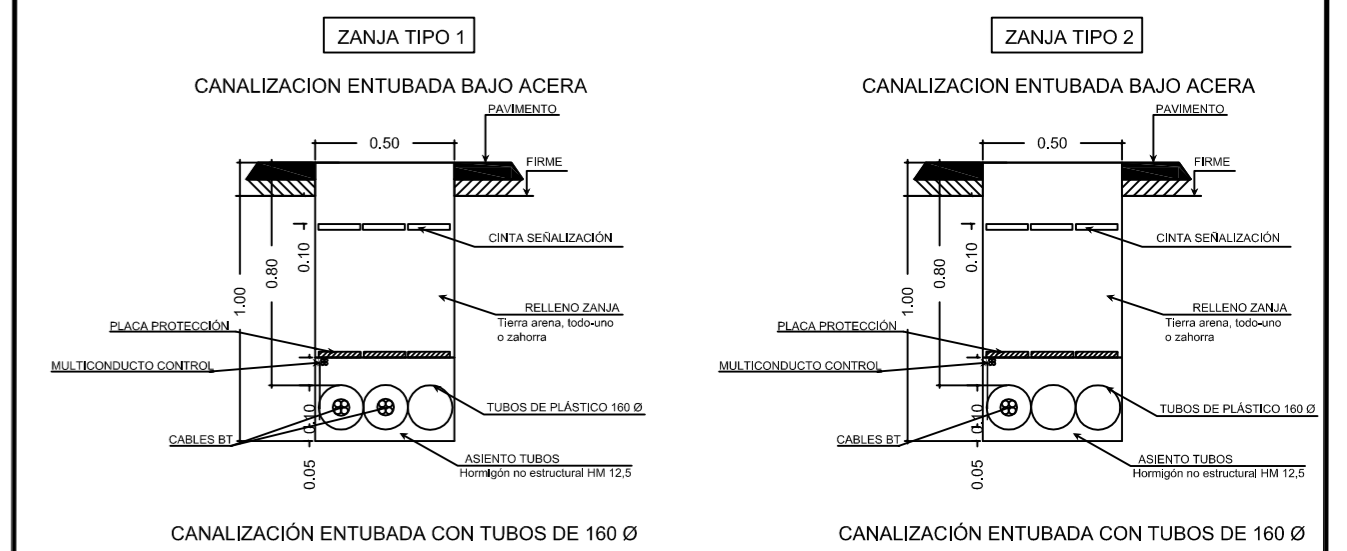 ZANJA TIPO 1
CANALIZACION ENTUBADA BAJO ACERA
PAVIMENTO
0.50
FIRME
CINTA SEÑALIZACIÓN
0.10
0.80
1.00
RELLENO ZANJA
Tierra arena, todo-uno
o zahorra
PLACA PROTECCIÓN
MULTICONDUCTO CONTROL
0.10
TUBOS DE PLÁSTICO 160 Ø
CABLES BT
ASIENTO TUBOS
Hormigón no estructural HM 12,5
0.05
CANALIZACIÓN ENTUBADA CON TUBOS DE 160 Ø
ZANJA TIPO 2
CANALIZACION ENTUBADA BAJO ACERA
PAVIMENTO
0.50
FIRME
CINTA SEÑALIZACIÓN
0.10
0.80
1.00
RELLENO ZANJA
Tierra arena, todo-uno
o zahorra
PLACA PROTECCIÓN
MULTICONDUCTO CONTROL
0.10
TUBOS DE PLÁSTICO 160 Ø
CABLES BT
ASIENTO TUBOS
Hormigón no estructural HM 12,5
0.05
CANALIZACIÓN ENTUBADA CON TUBOS DE 160 Ø